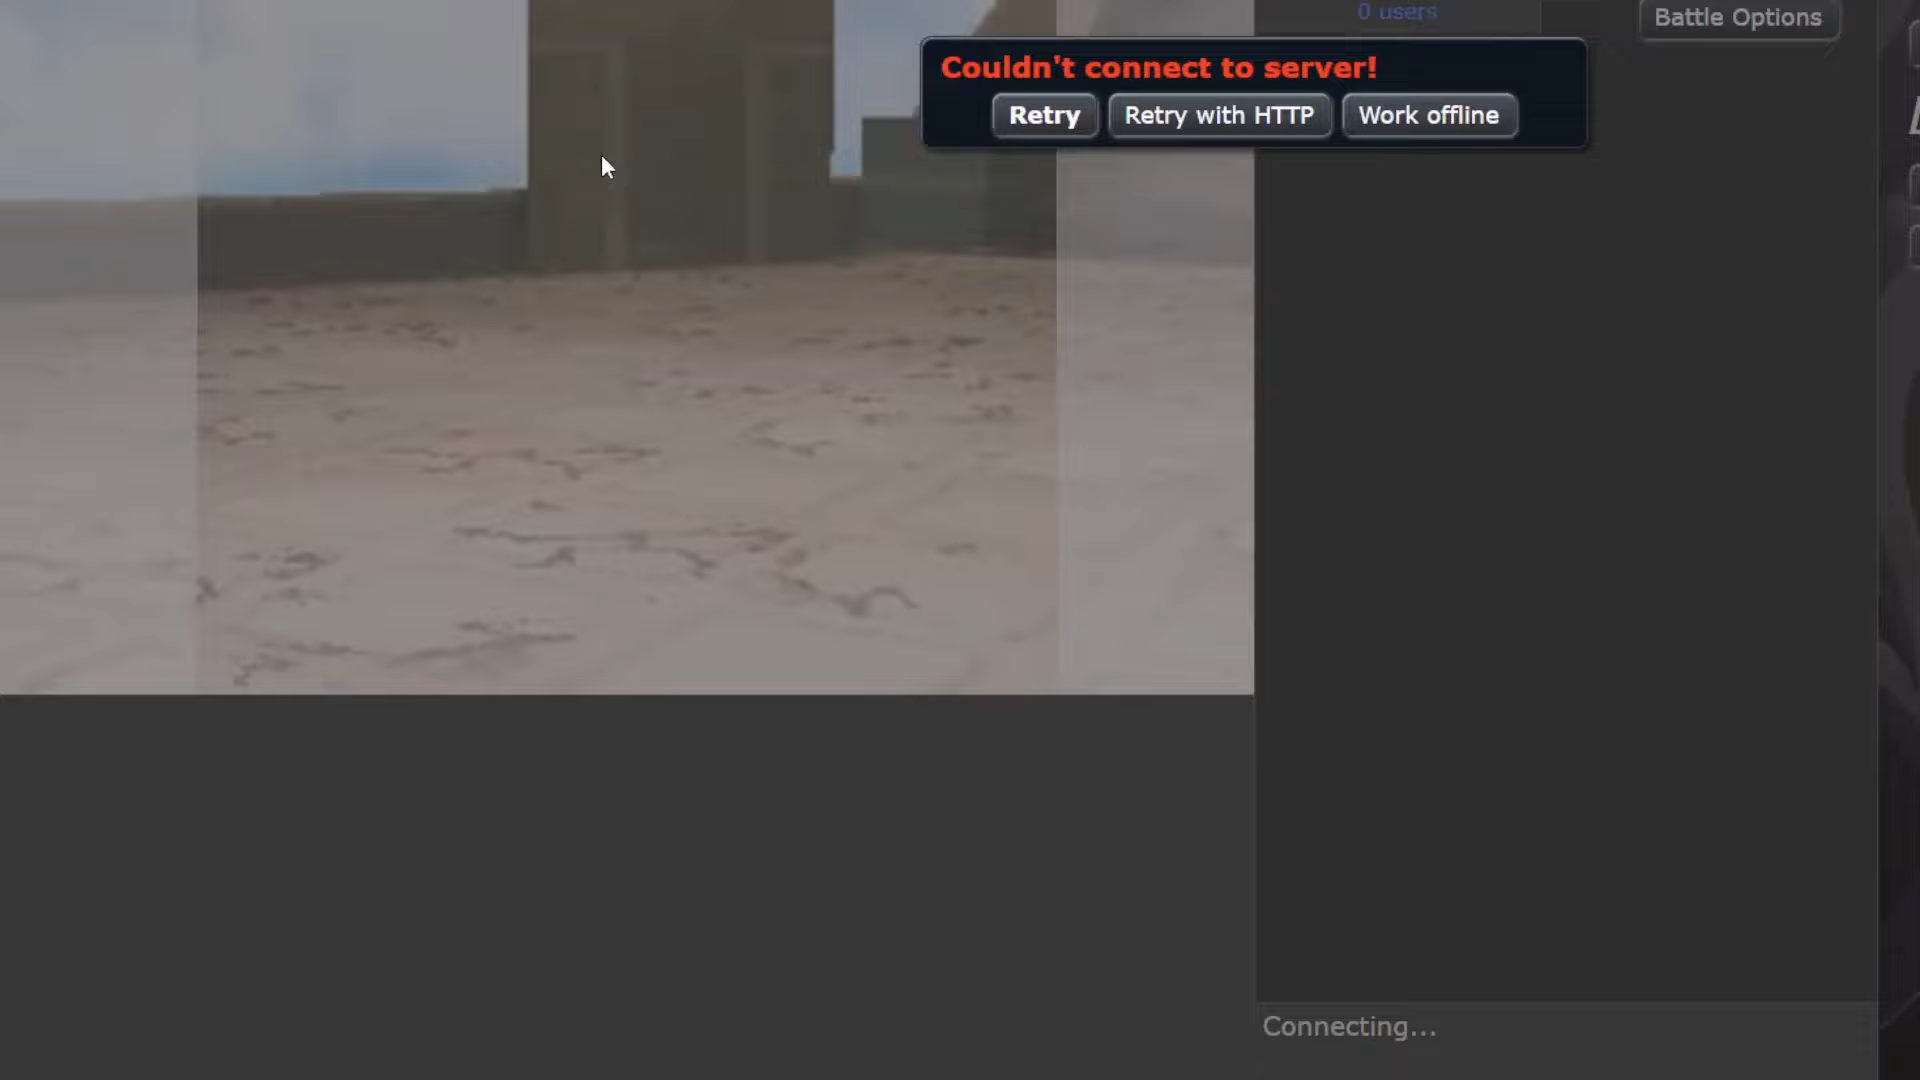 0 users
Battle Options
Couldn't connect to server!
Retry
Retry with HTTP
Work offline
Connecting...